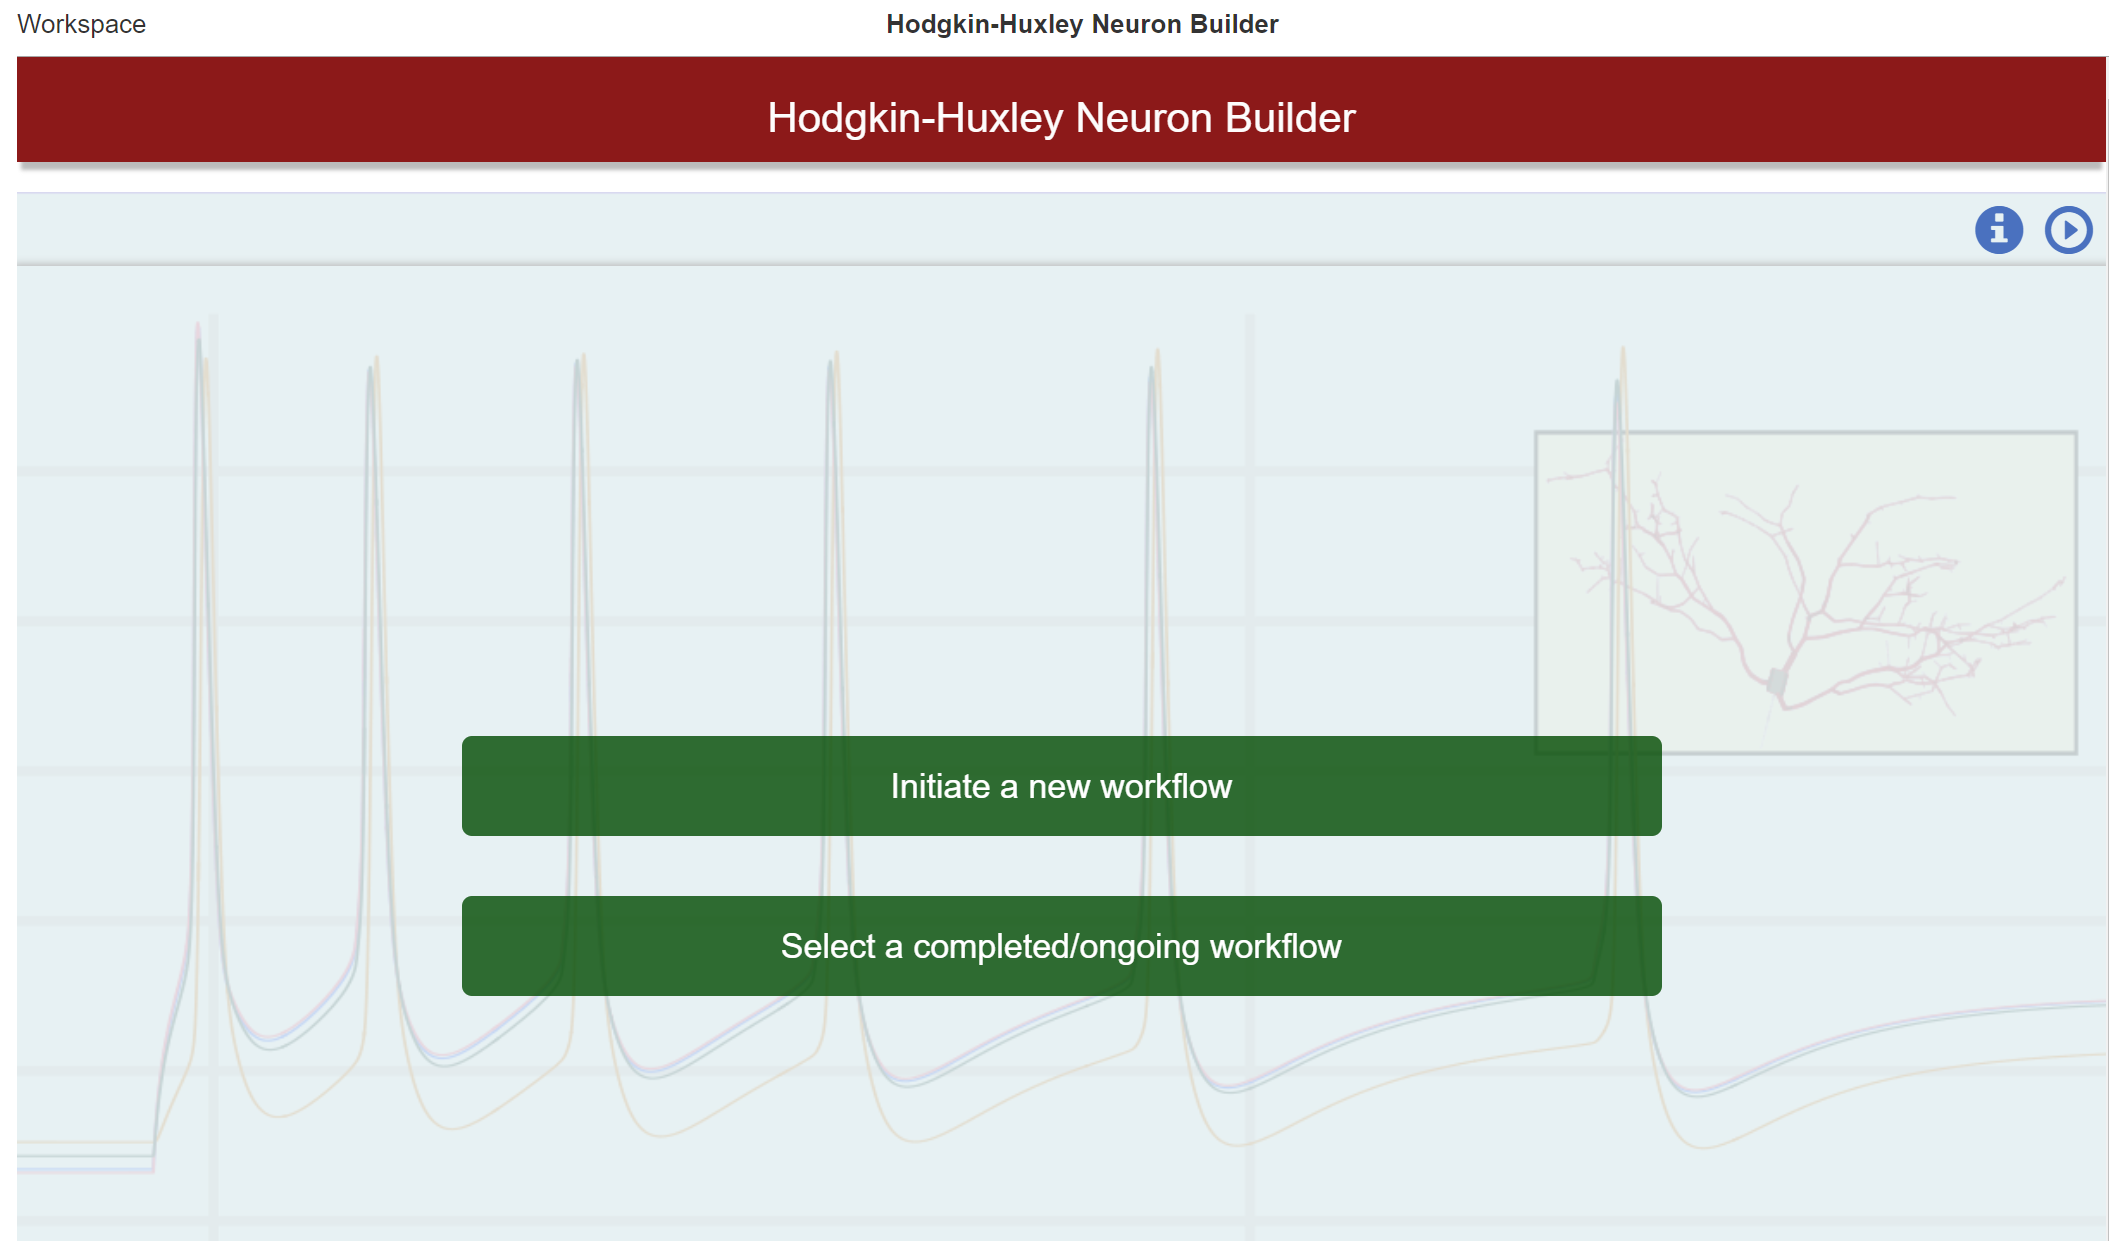 Workspace
Hodgkin-Huxley Neuron Builder
Hodgkin-Huxley Neuron Builder
Initiate a new workflow
Select a completed/ongoing workflow